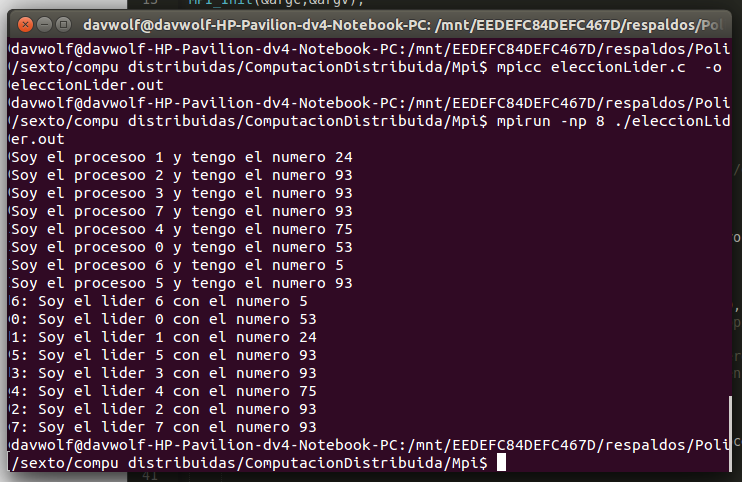 MPI_Init(&argc,&argv);
davwolf@davwolf-HP-Pavilion-dv4-Notebook-PC: /mnt/EEDEFC84DEFC467D/respaldos/Pol
davwolf@davwolf-HP-Pavilion-dv4-Notebook-PC:/mnt/EEDEFC84DEFC467D/respaldos/Poli
/sexto/compu distribuidas/ComputacionDistribuida/Mpi$ mpicc eleccionLider.c  -o
eleccionLider.out
davwolf@davwolf-HP-Pavilion-dv4-Notebook-PC:/mnt/EEDEFC84DEFC467D/respaldos/Poli
/sexto/compu distribuidas/ComputacionDistribuida/Mpi$ mpirun -np 8 ./eleccionLid
er.out
Soy el procesoo 1 y tengo el numero 24
Soy el procesoo 2 y tengo el numero 93
Soy el procesoo 3 y tengo el numero 93
Soy el procesoo 7 y tengo el numero 93
Soy el procesoo 4 y tengo el numero 75
Soy el procesoo 0 y tengo el numero 53
Soy el procesoo 6 y tengo el numero 5
Soy el procesoo 5 y tengo el numero 93
6: Soy el lider 6 con el numero 5
0: Soy el lider 0 con el numero 53
1: Soy el lider 1 con el numero 24
5: Soy el lider 5 con el numero 93
3: Soy el lider 3 con el numero 93
4: Soy el lider 4 con el numero 75
2: Soy el lider 2 con el numero 93
7: Soy el lider 7 con el numero 93
davwolf@davwolf-HP-Pavilion-dv4-Notebook-PC:/mnt/EEDEFC84DEFC467D/respaldos/Poli
/sexto/compu distribuidas/ComputacionDistribuida/Mpi$
41